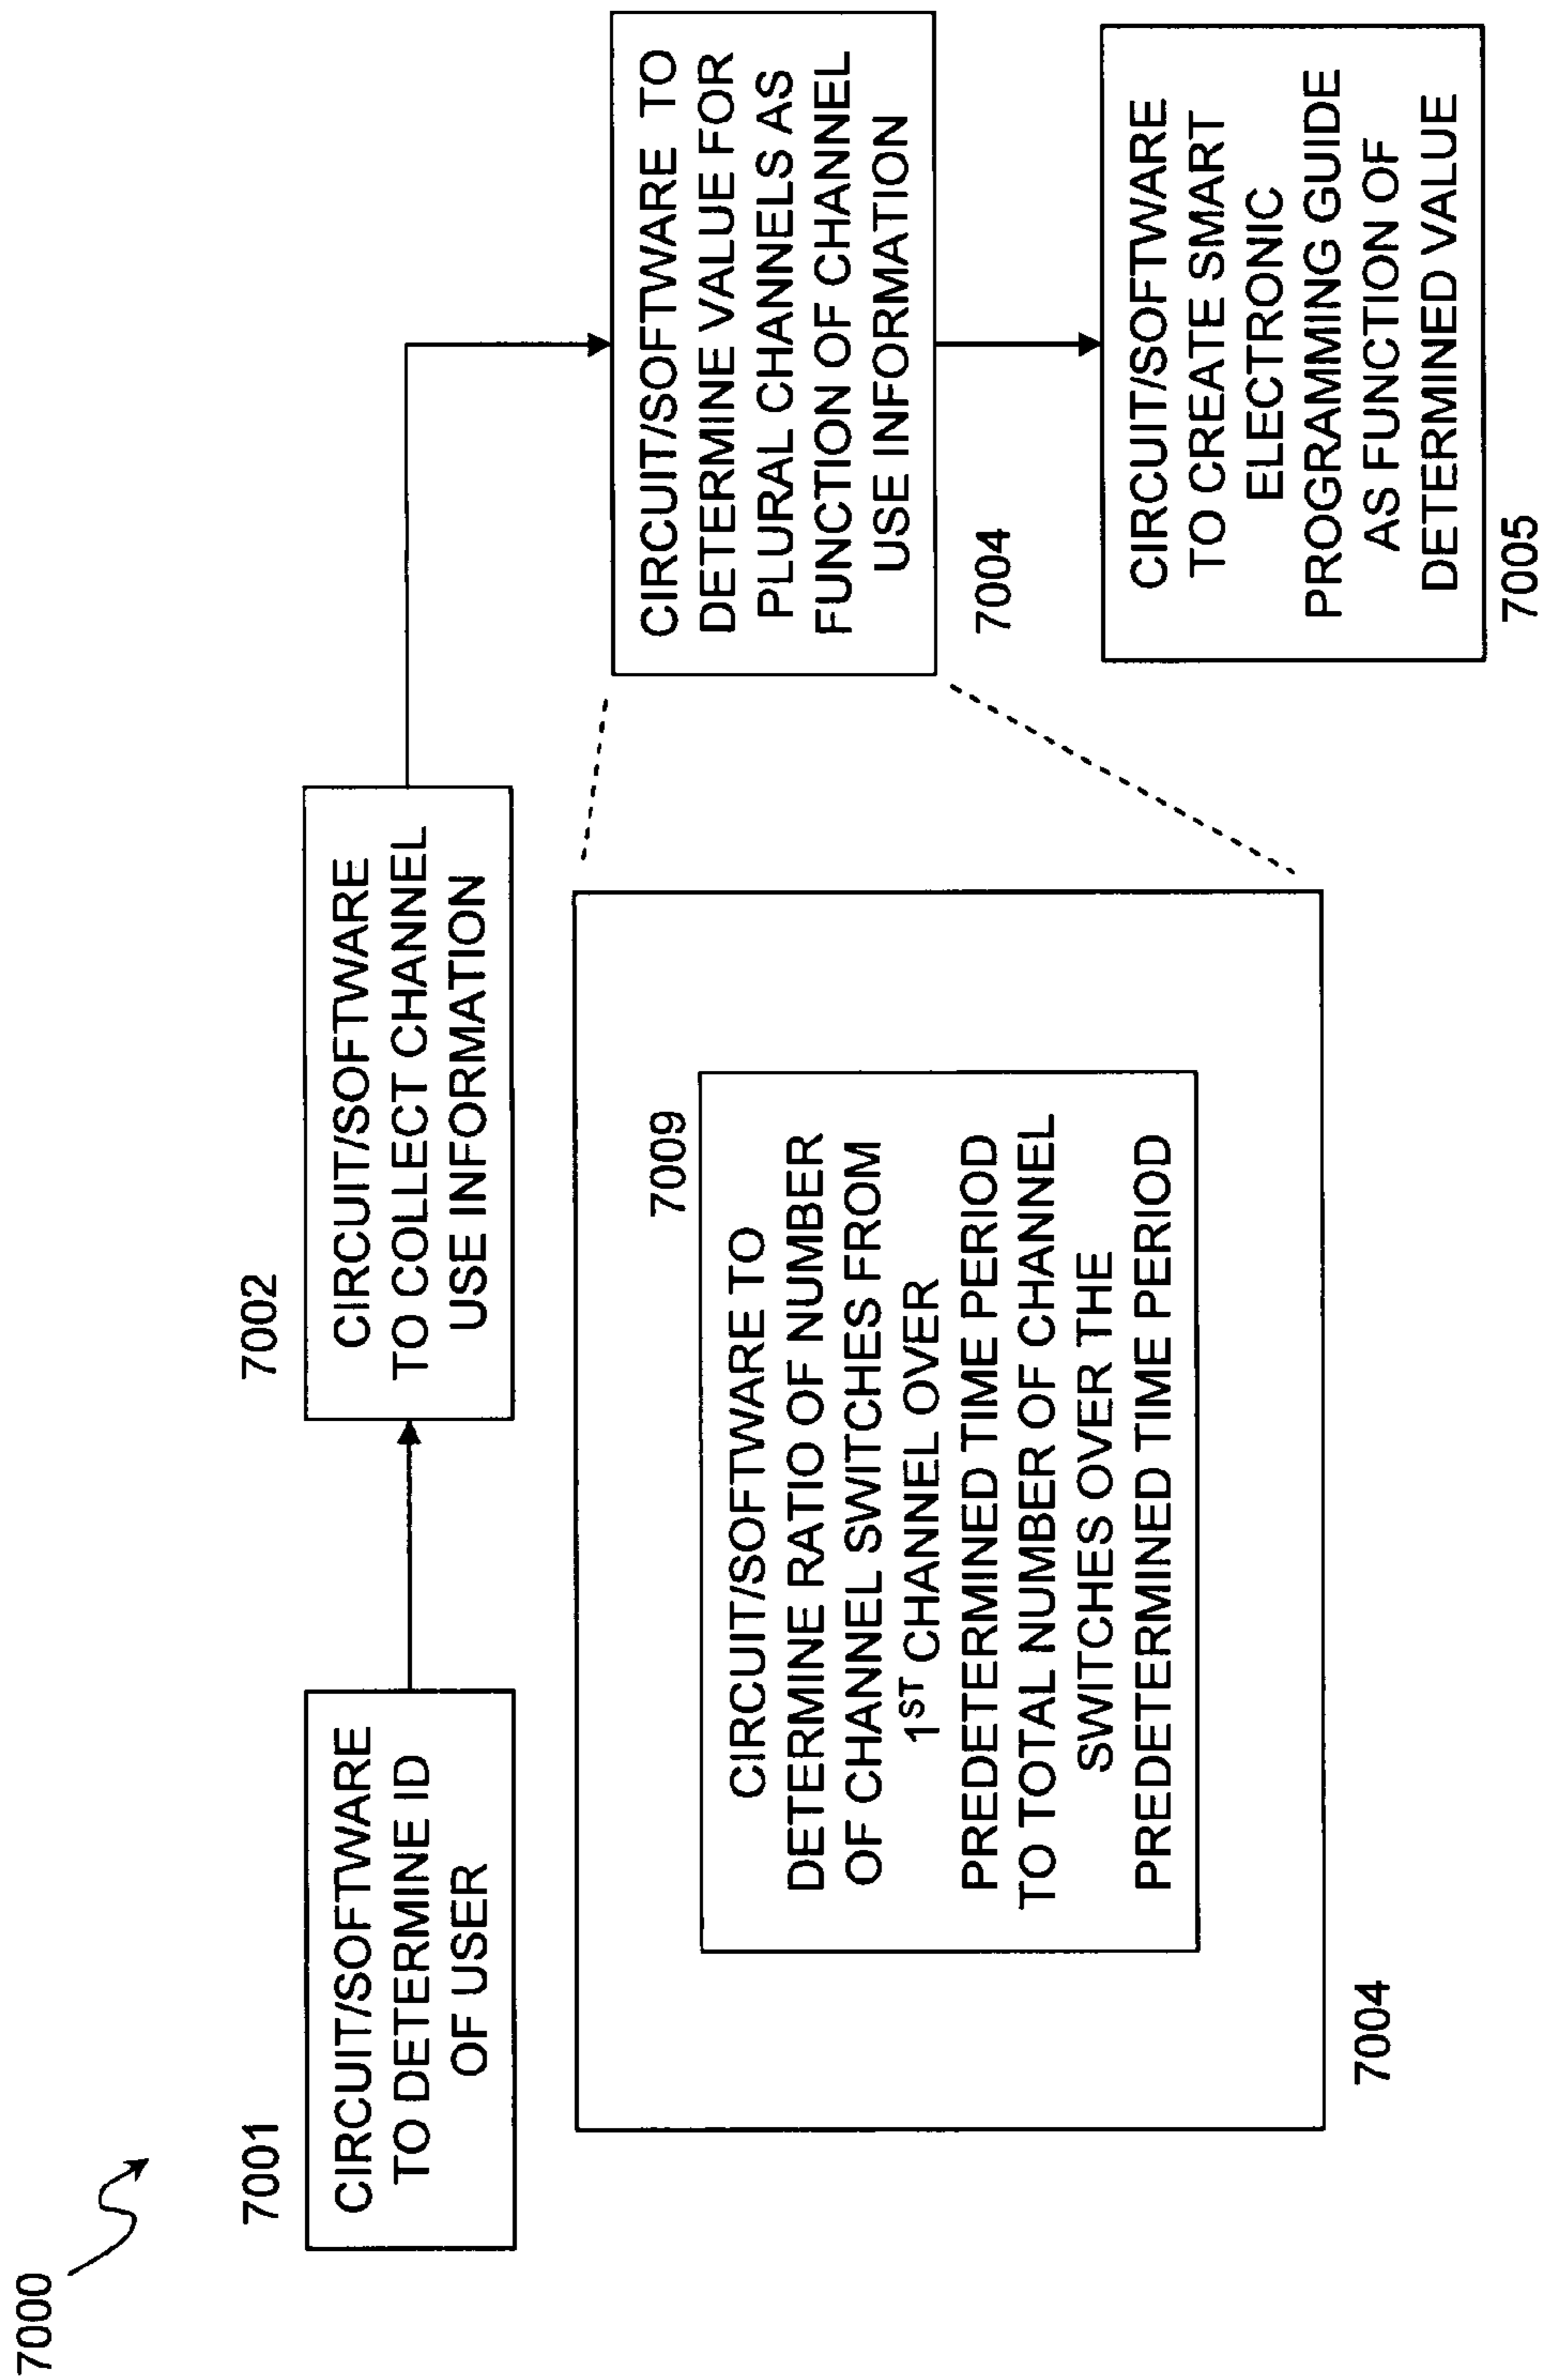 7000
7001
CIRCUIT/SOFTWARE
TO DETERMINE ID
OF USER
7002
CIRCUIT/SOFTWARE
TO COLLECT CHANNEL
USE INFORMATION
CIRCUIT/SOFTWARE TO
DETERMINE VALUE FOR
PLURAL CHANNELS AS
FUNCTION OF CHANNEL
USE INFORMATION
7004
7009
CIRCUIT/SOFTWARE TO
DETERMINE RATIO OF NUMBER
OF CHANNEL SWITCHES FROM
1ST CHANNEL OVER
PREDETERMINED TIME PERIOD
TO TOTAL NUMBER OF CHANNEL
SWITCHES OVER THE
PREDETERMINED TIME PERIOD
7004
CIRCUIT/SOFTWARE
TO CREATE SMART
ELECTRONIC
PROGRAMMING GUIDE
AS FUNCTION OF
DETERMINED VALUE
7005